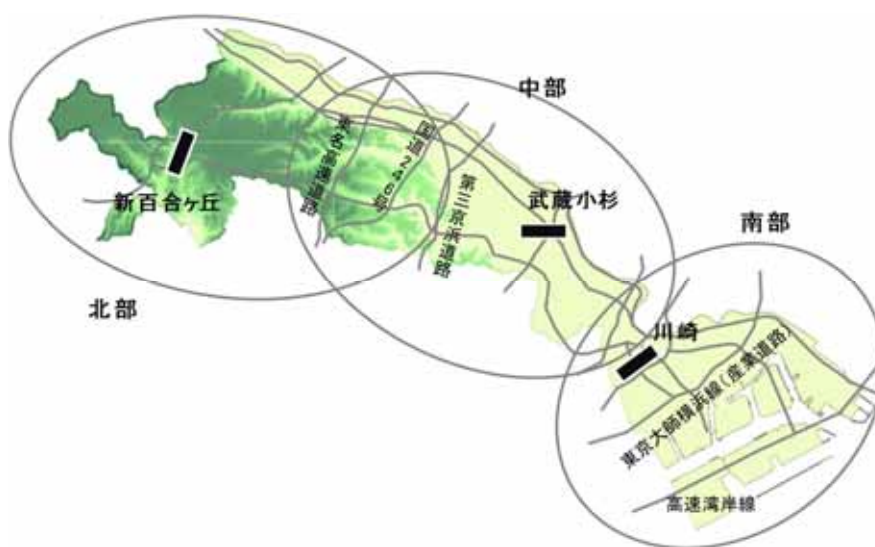 中部
東名高速道路
国道246号
第三京浜道路
新百合ヶ丘
武蔵小杉
南部
北部
川崎
東京大師横浜線(産業道路)
高速湾岸線